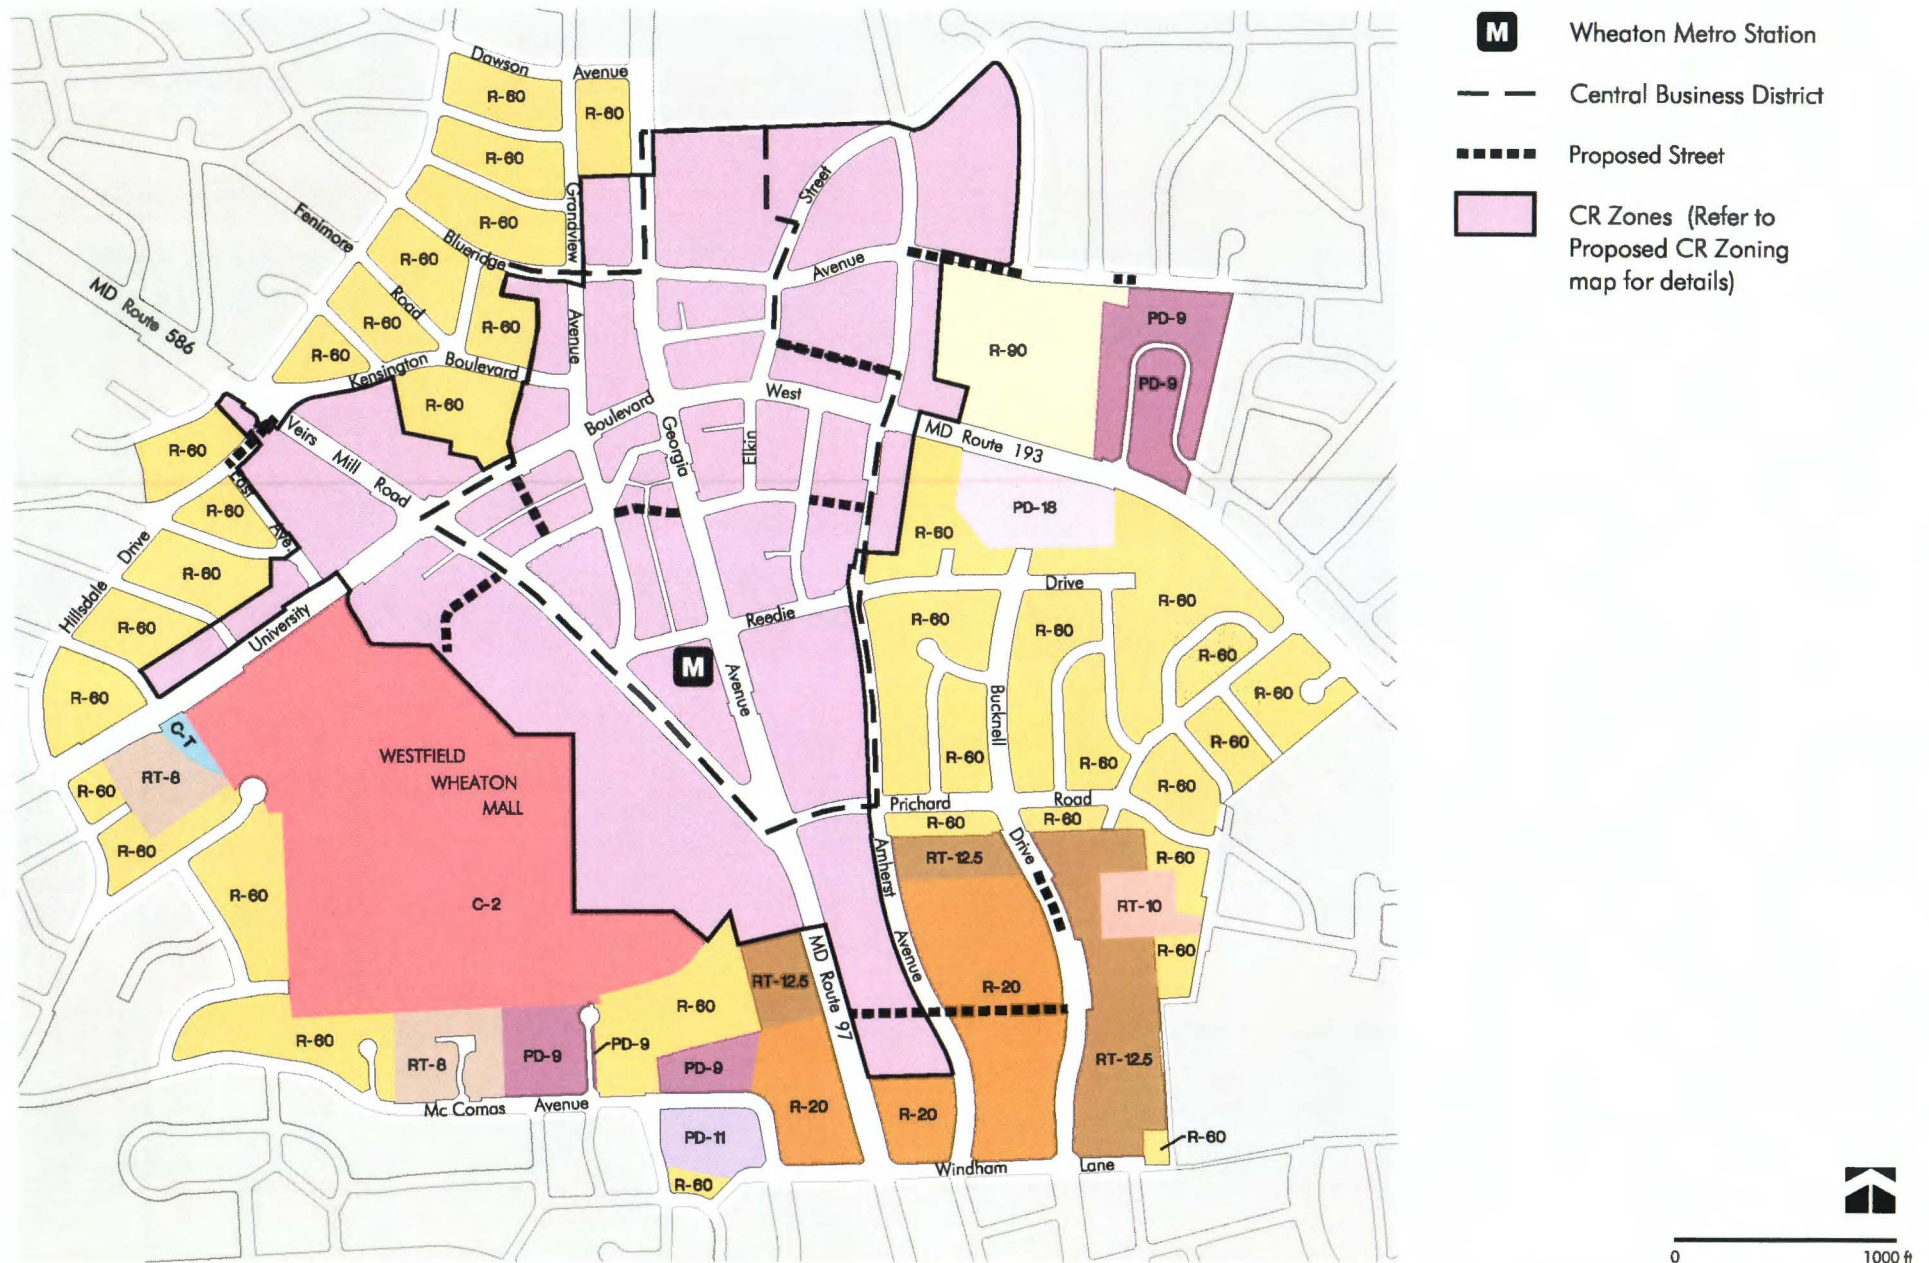 M
Wheaton Metro Station
Central Business District
Proposed Street
CR Zones (Refer to
Proposed CR Zoning
map for details)
Dawson
Avenue
R-60
R-60
R-60
R-60
Grandview
Avenue
Street
Fenimore
Road
Blueridge
Avenue
R-60
R-60
R-60
R-60
MD Route 586
Kensington
Boulevard
R-60
R-90
PD-9
PD-9
West
Boulevard
Georgia
Elkin
MD Route 193
Veirs
Mill
Road
R-60
East
Ave.
R-60
R-60
PD-18
Hillsdale
Drive
R-60
R-60
University
Reedie
Drive
R-60
R-60
R-60
R-60
R-60
R-60
M
Avenue
Bucknell
C-T
WESTFIELD
WHEATON
MALL
R-60
R-60
R-60
R-60
RT-8
R-60
R-60
Prichard
Road
R-60
R-60
Drive
Amherst
Avenue
RT-12.5
R-60
R-60
C-2
RT-10
R-60
MD Route 97
RT-12.5
R-20
R-60
R-60
RT-8
PD-9
PD-9
PD-9
RT-12.5
Mc Comas
Avenue
R-20
R-20
PD-11
R-60
R-60
Windham
Lane
0
1000 ft